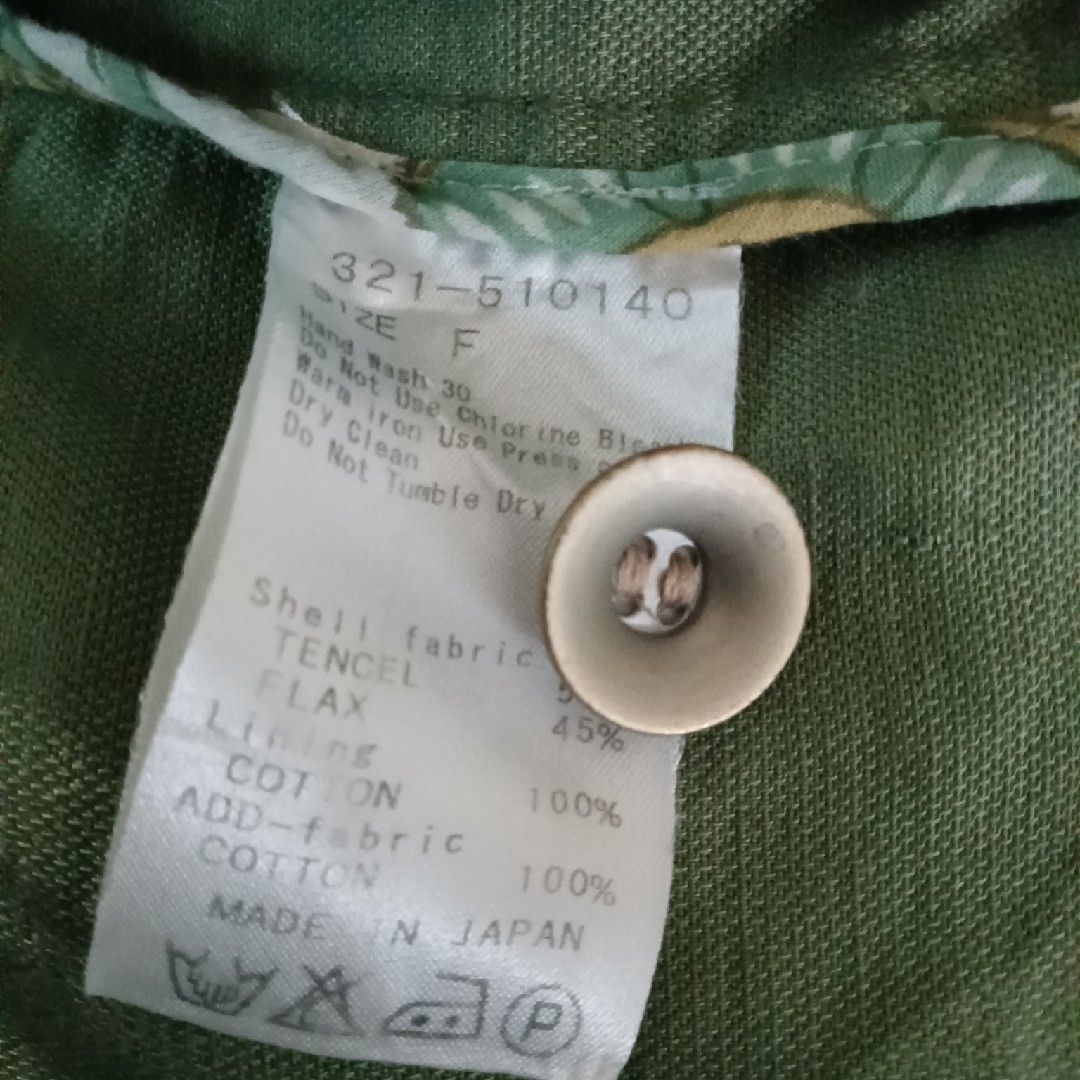 321-510140
SIZE F
Hand Wash 30
Do Not Use Chlorine
Warm iron Use Press
Dry Clean
Do Not Tumble Dry
Shell fabric
TENCEL
FLAX 45%
Lining
COTTON 100%
ADD-fabric
COTTON 100%
MADE IN JAPAN
P